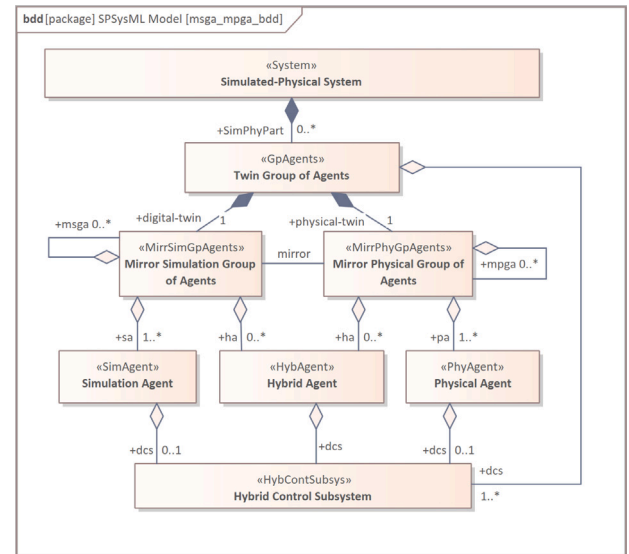 bdd [package] SPSysML Model [msga_mpga_bdd]
«System»
Simulated-Physical System
+SimPhyPart 0..*
«GpAgents»
Twin Group of Agents
+digital-twin 1 +physical-twin 1
+msga 0..*
«MirrSimGpAgents»
Mirror Simulation Group
of Agents
mirror
«MirrPhyGpAgents»
Mirror Physical Group of
Agents
+mpga 0..*
+sa 1..* +ha 0..* +ha 0..* +pa 1..*
«SimAgent»
Simulation Agent
«HybAgent»
Hybrid Agent
«PhyAgent»
Physical Agent
+dcs 0..1 +dcs +dcs 0..1 +dcs
1..*
«HybContSubsys»
Hybrid Control Subsystem